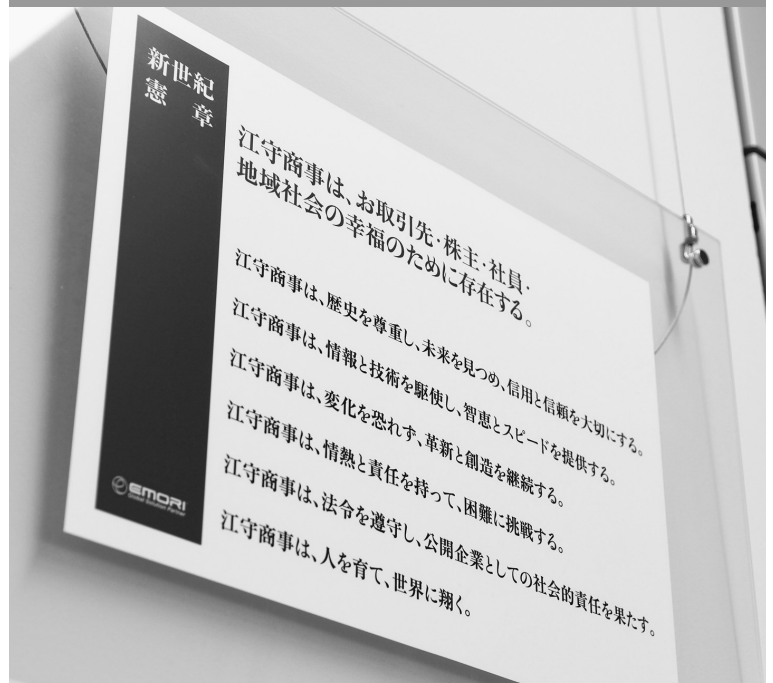 新世紀
憲章
江守商事は、お取引先・株主・社員・
地域社会の幸福のために存在する。
江守商事は、歴史を尊重し、未来を見つめ、信用と信頼を大切にする。
江守商事は、情報と技術を駆使し、智恵とスピードを提供する。
江守商事は、変化を恐れず、革新と創造を継続する。
江守商事は、情熱と責任を持って、困難に挑戦する。
江守商事は、法令を遵守し、公開企業としての社会的責任を果たす。
江守商事は、人を育て、世界に翔く。
EMORI
Global Solution Partner